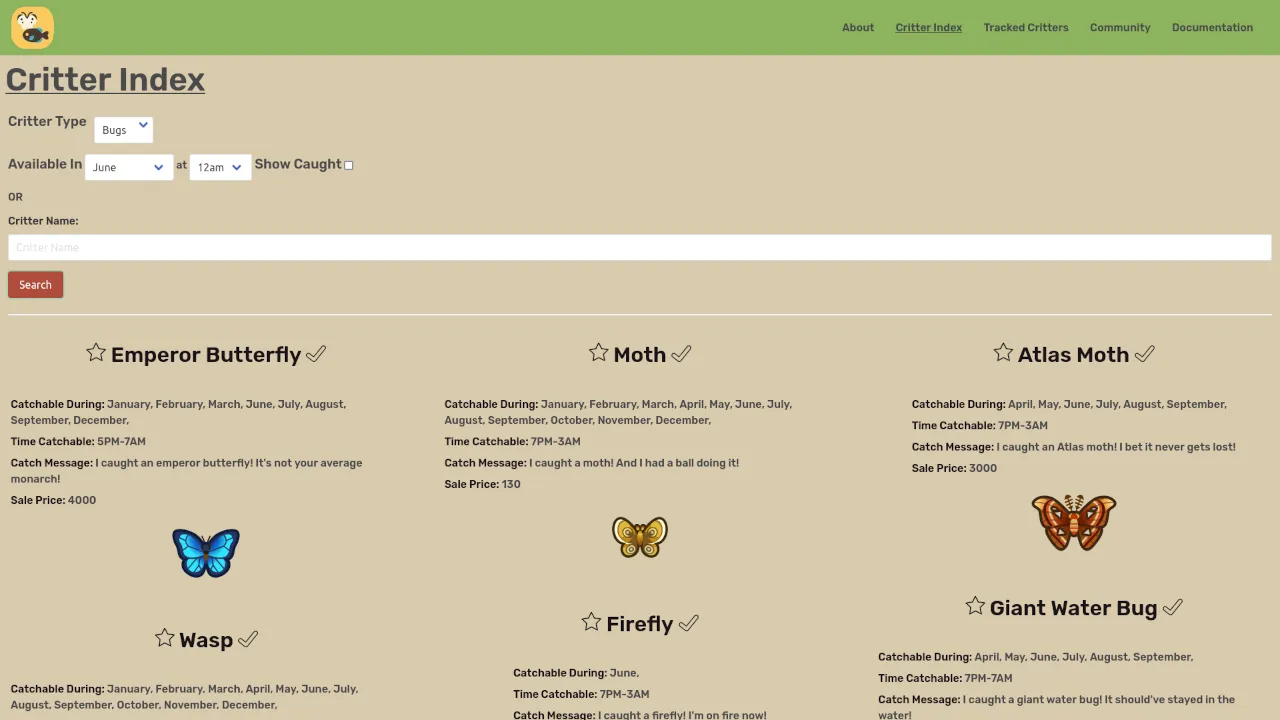 About
Critter Index
Tracked Critters
Community
Documentation
Critter Index
Critter Type
Bugs
Available In
June
at
12am
Show Caught
OR
Critter Name:
Critter Name
Search
Emperor Butterfly
Catchable During: January, February, March, June, July, August,
September, December,
Time Catchable: 5PM-7AM
Catch Message: I caught an emperor butterfly! It's not your average
monarch!
Sale Price: 4000
Moth
Catchable During: January, February, March, April, May, June, July,
August, September, October, November, December,
Time Catchable: 7PM-3AM
Catch Message: I caught a moth! And I had a ball doing it!
Sale Price: 130
Atlas Moth
Catchable During: April, May, June, July, August, September,
Time Catchable: 7PM-3AM
Catch Message: I caught an Atlas moth! I bet it never gets lost!
Sale Price: 3000
Wasp
Catchable During: January, February, March, April, May, June, July,
August, September, October, November, December,
Firefly
Catchable During: June,
Time Catchable: 7PM-3AM
Catch Message: I caught a firefly! I'm on fire now!
Giant Water Bug
Catchable During: April, May, June, July, August, September,
Time Catchable: 7PM-7AM
Catch Message: I caught a giant water bug! It should've stayed in the
water!